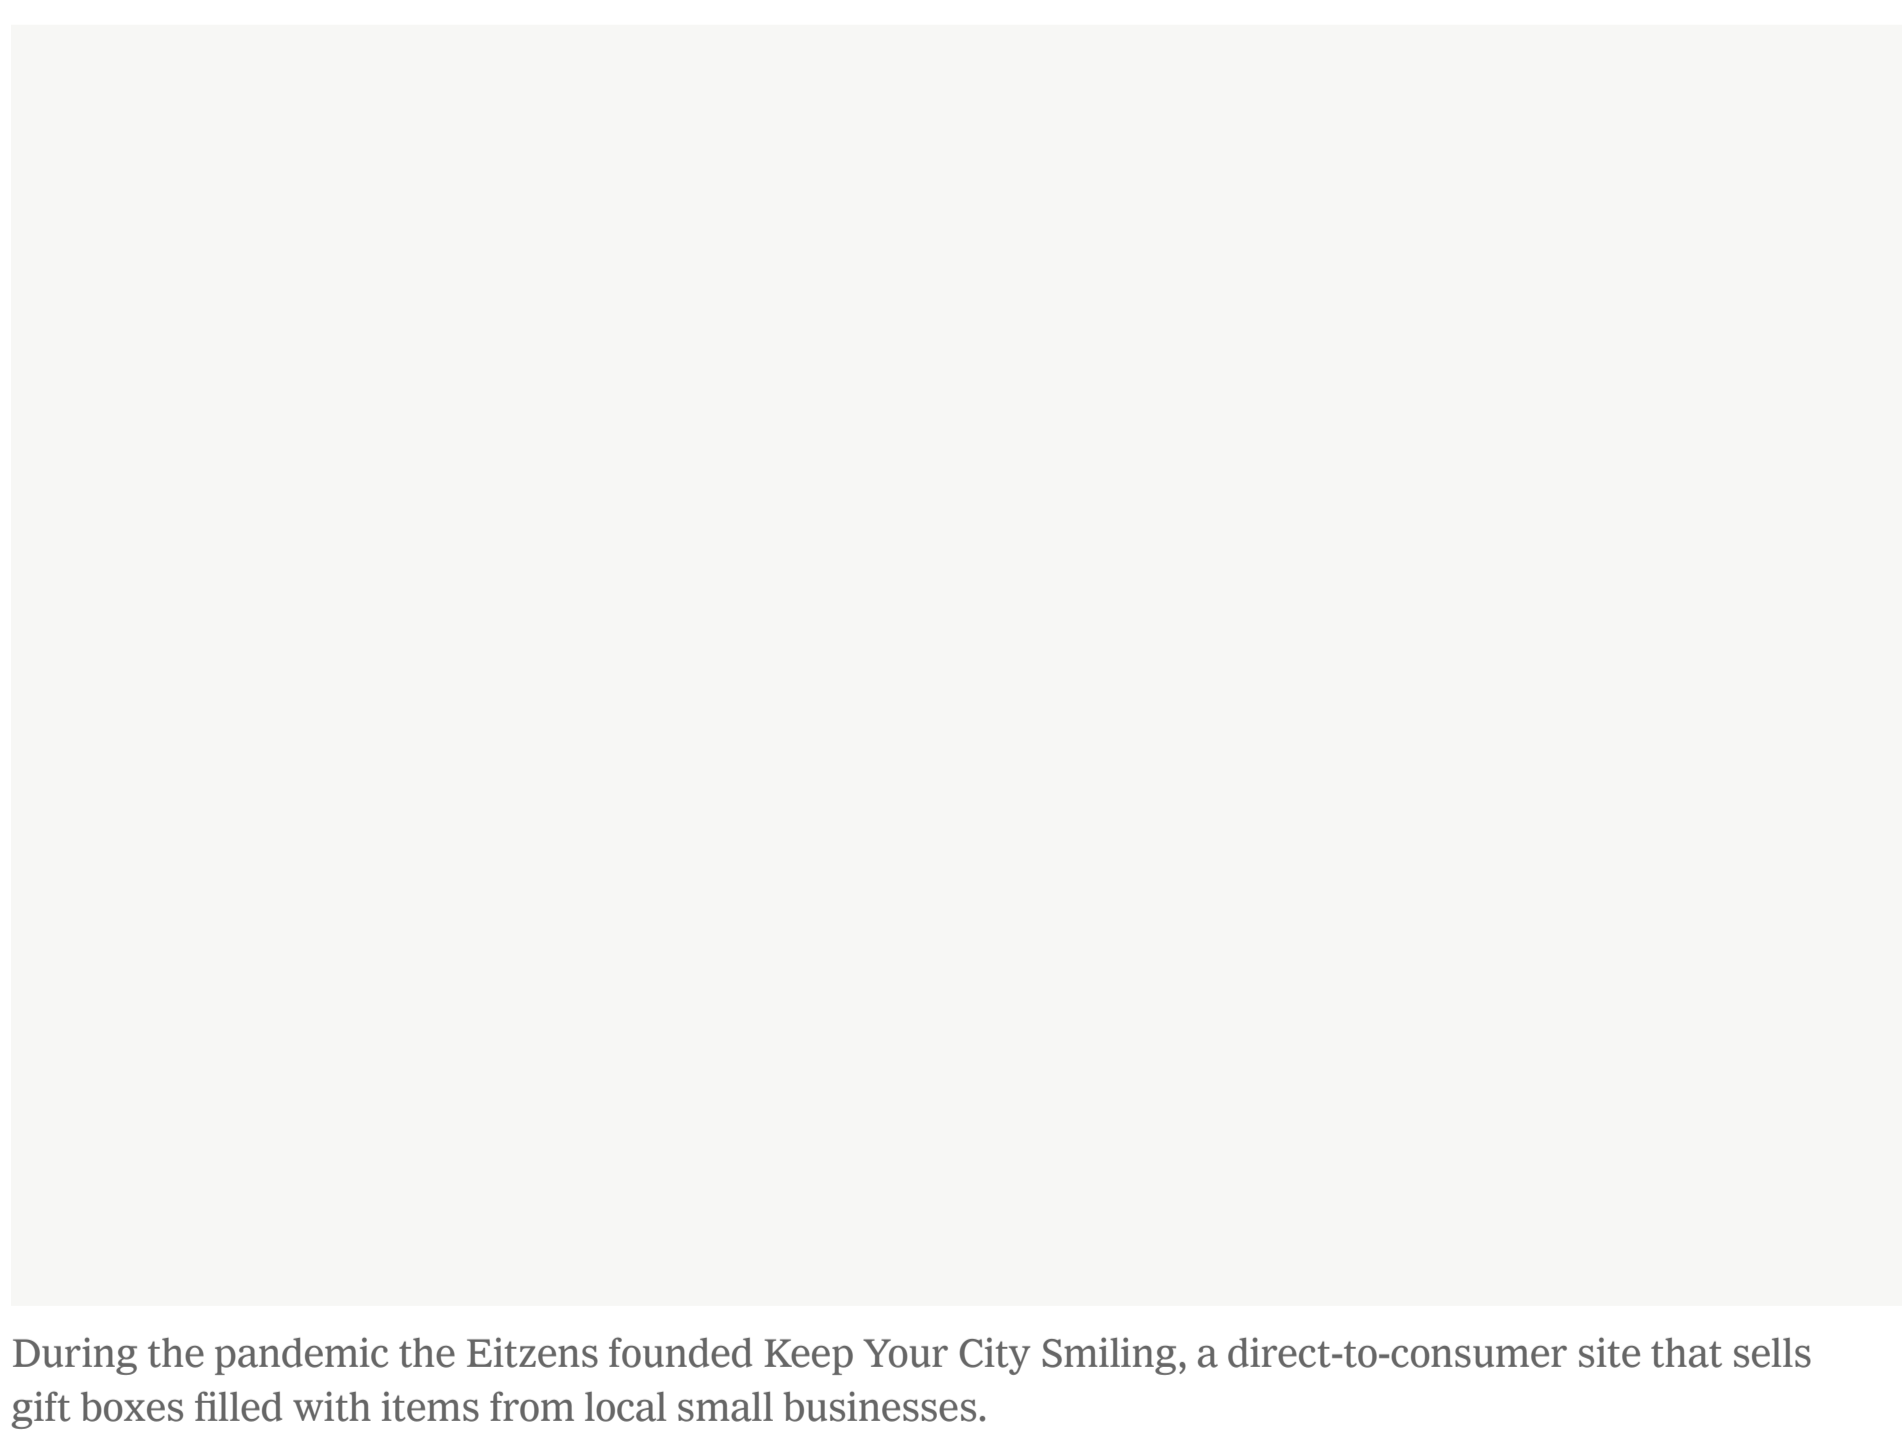 During the pandemic the Eitzens founded Keep Your City Smiling, a direct-to-consumer site that sells
gift boxes filled with items from local small businesses.